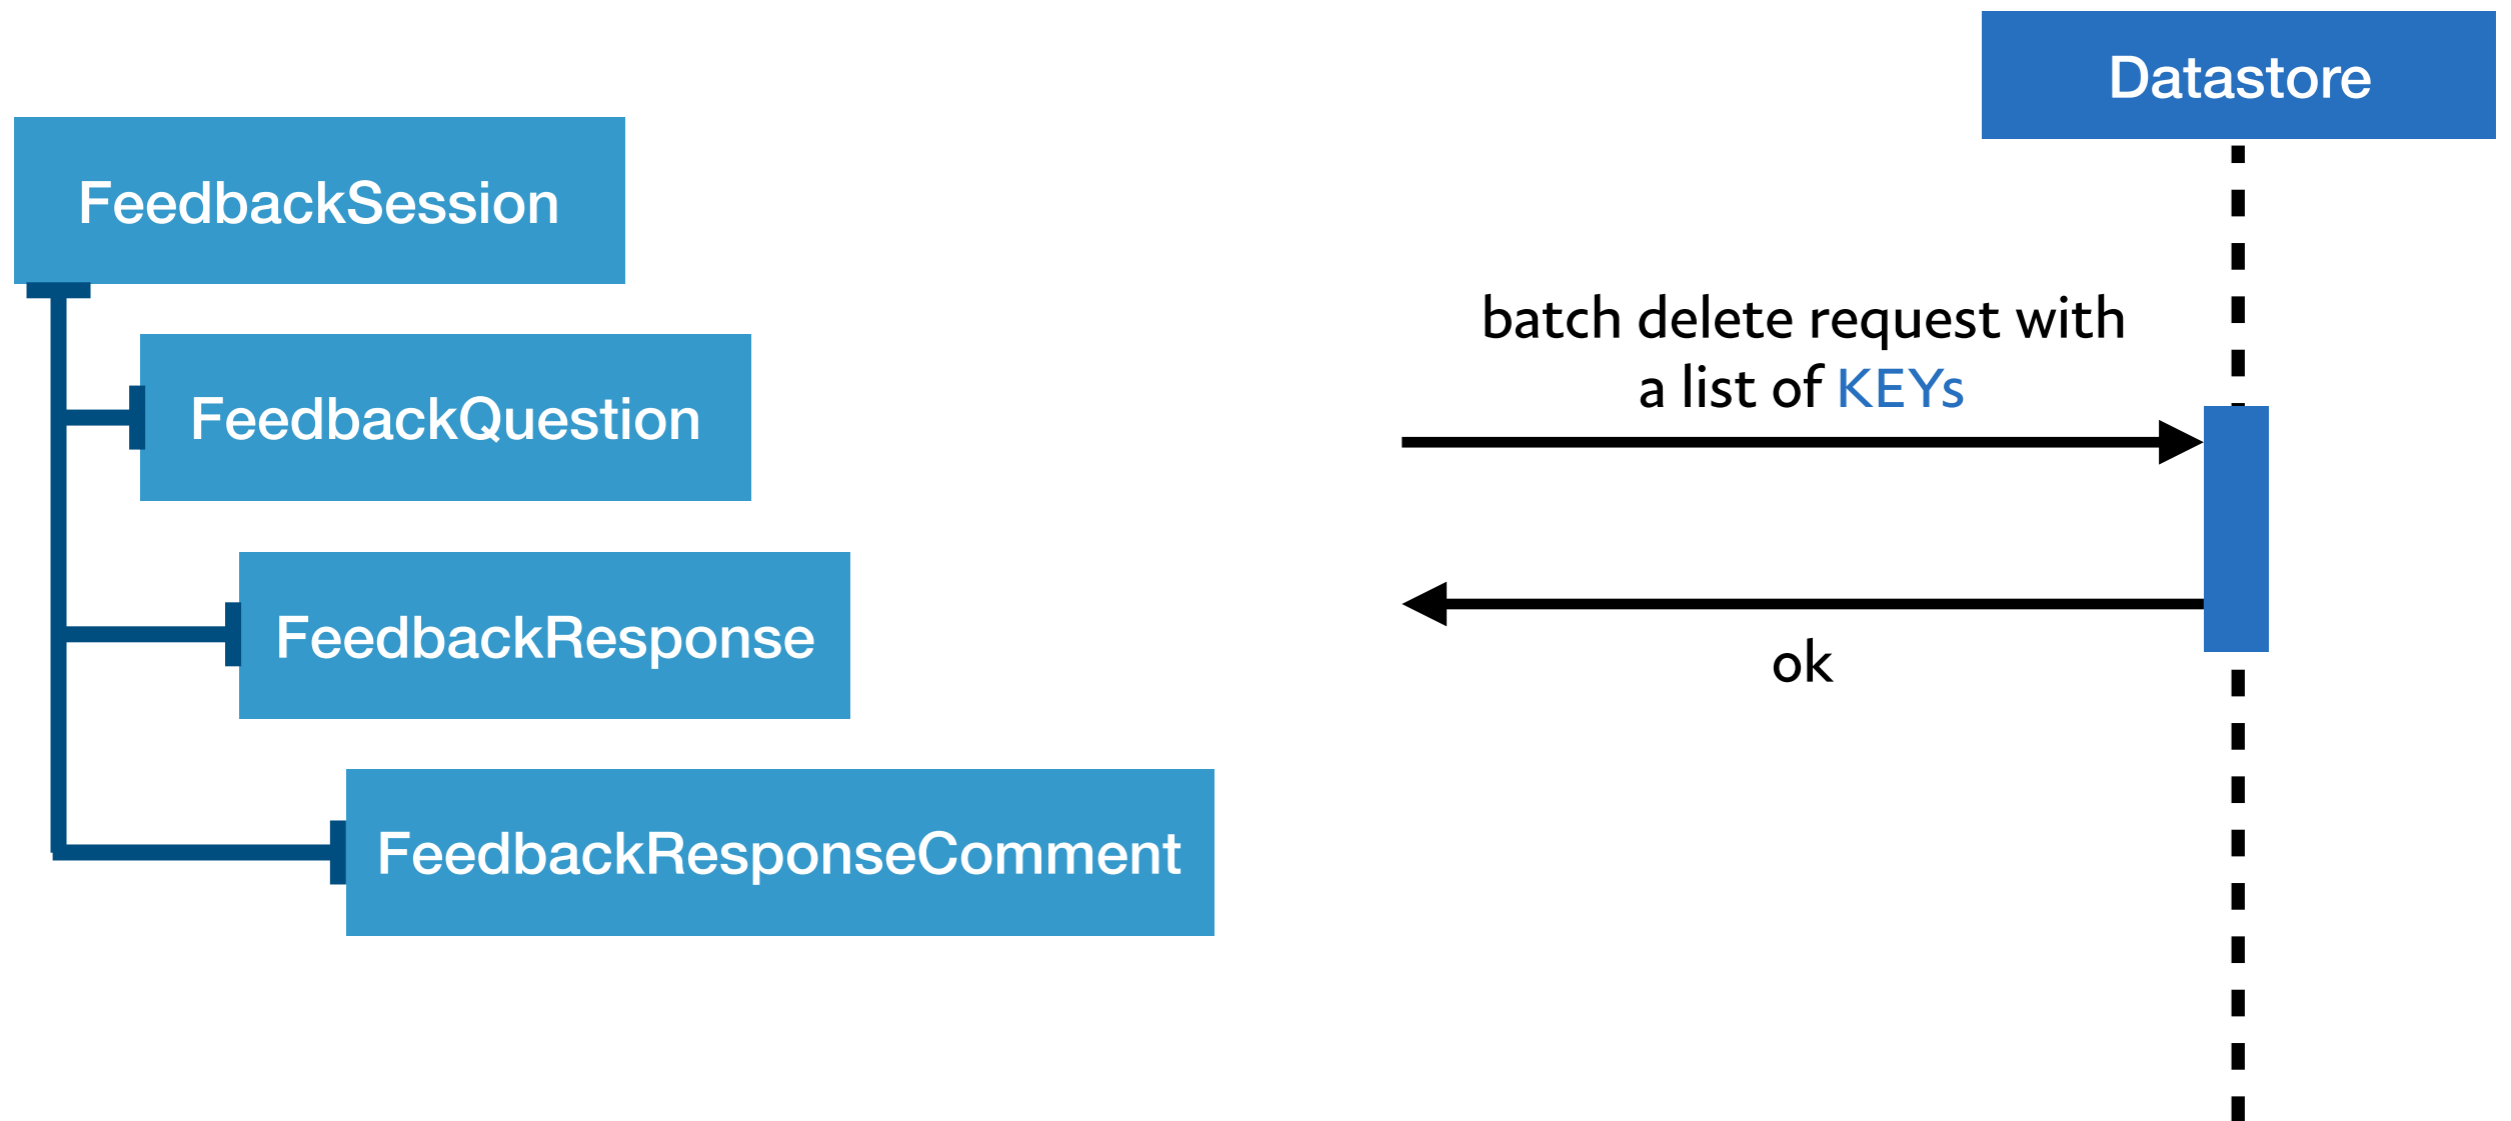 Datastore
FeedbackSession
FeedbackQuestion
FeedbackResponse
FeedbackResponseComment
batch delete request with
a list of KEYs
ok